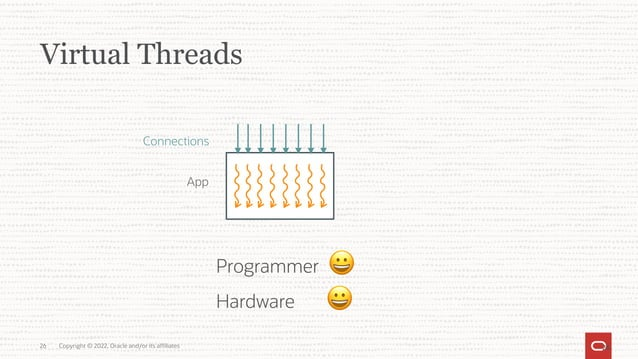 Virtual Threads
Connections
App
Programmer
Hardware
26 Copyright © 2022, Oracle and/or its affiliates